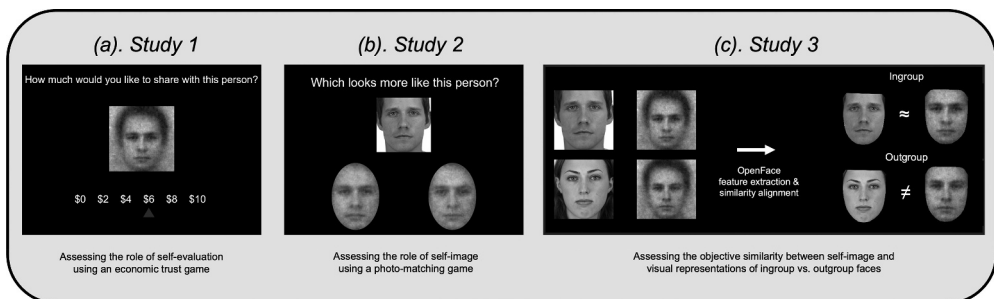 (a). Study 1
How much would you like to share with this person?
$0 $2 $4 $6 $8 $10
Assessing the role of self-evaluation
using an economic trust game
(b). Study 2
Which looks more like this person?
Assessing the role of self-image
using a photo-matching game
(c). Study 3
OpenFace
feature extraction &
similarity alignment
Ingroup
≈
Outgroup
≠
Assessing the objective similarity between self-image and
visual representations of ingroup vs. outgroup faces